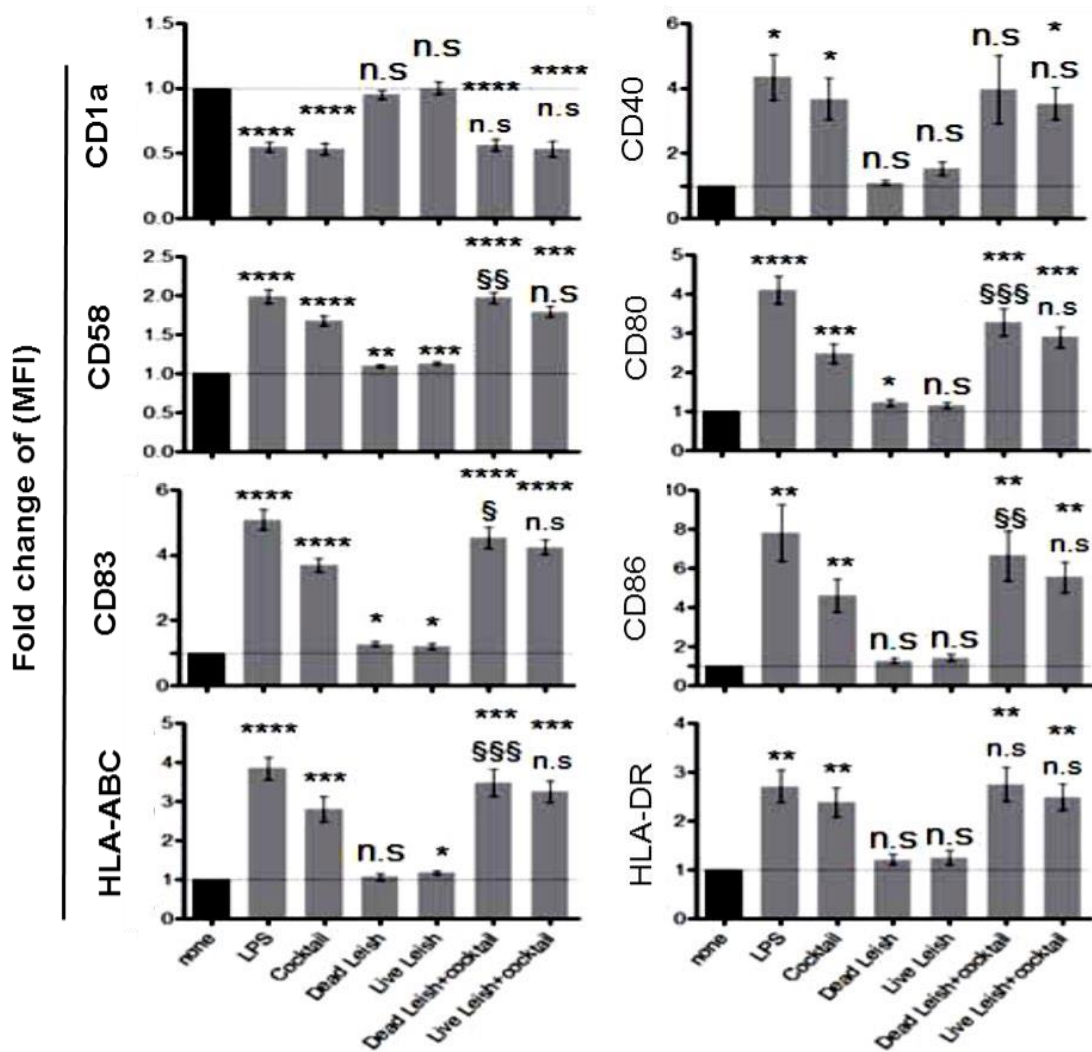 Fold change of (MFI)
CD1a
1.5
1.0
0.5
0.0
****
****
n.S
n.S
****
n.s
****
n.s
CD40
6
4
2
0
*
*
n.S
n.S
n.S
*
n.S
CD58
2.5
2.0
1.5
1.0
0.5
0.0
****
****
**
***
****
§§
***
n.S
CD80
5
4
3
2
1
0
****
***
*
n.S
***
§§§
***
n.s
CD83
6
4
2
0
****
****
*
*
****
§
****
n.s
CD86
10
8
6
4
2
0
**
**
n.S
n.S
**
§§
**
n.s
HLA-ABC
5
4
3
2
1
0
****
***
n.S
*
***
§§§
***
n.s
HLA-DR
4
3
2
1
0
**
**
n.S
n.S
**
n.s
**
n.s
none
LPS
Cocktail
Dead Leish
Live Leish
Dead Leish+cocktail
Live Leish+cocktail
none
LPS
Cocktail
Dead Leish
Live Leish
Dead Leish+cocktail
Live Leish+cocktail